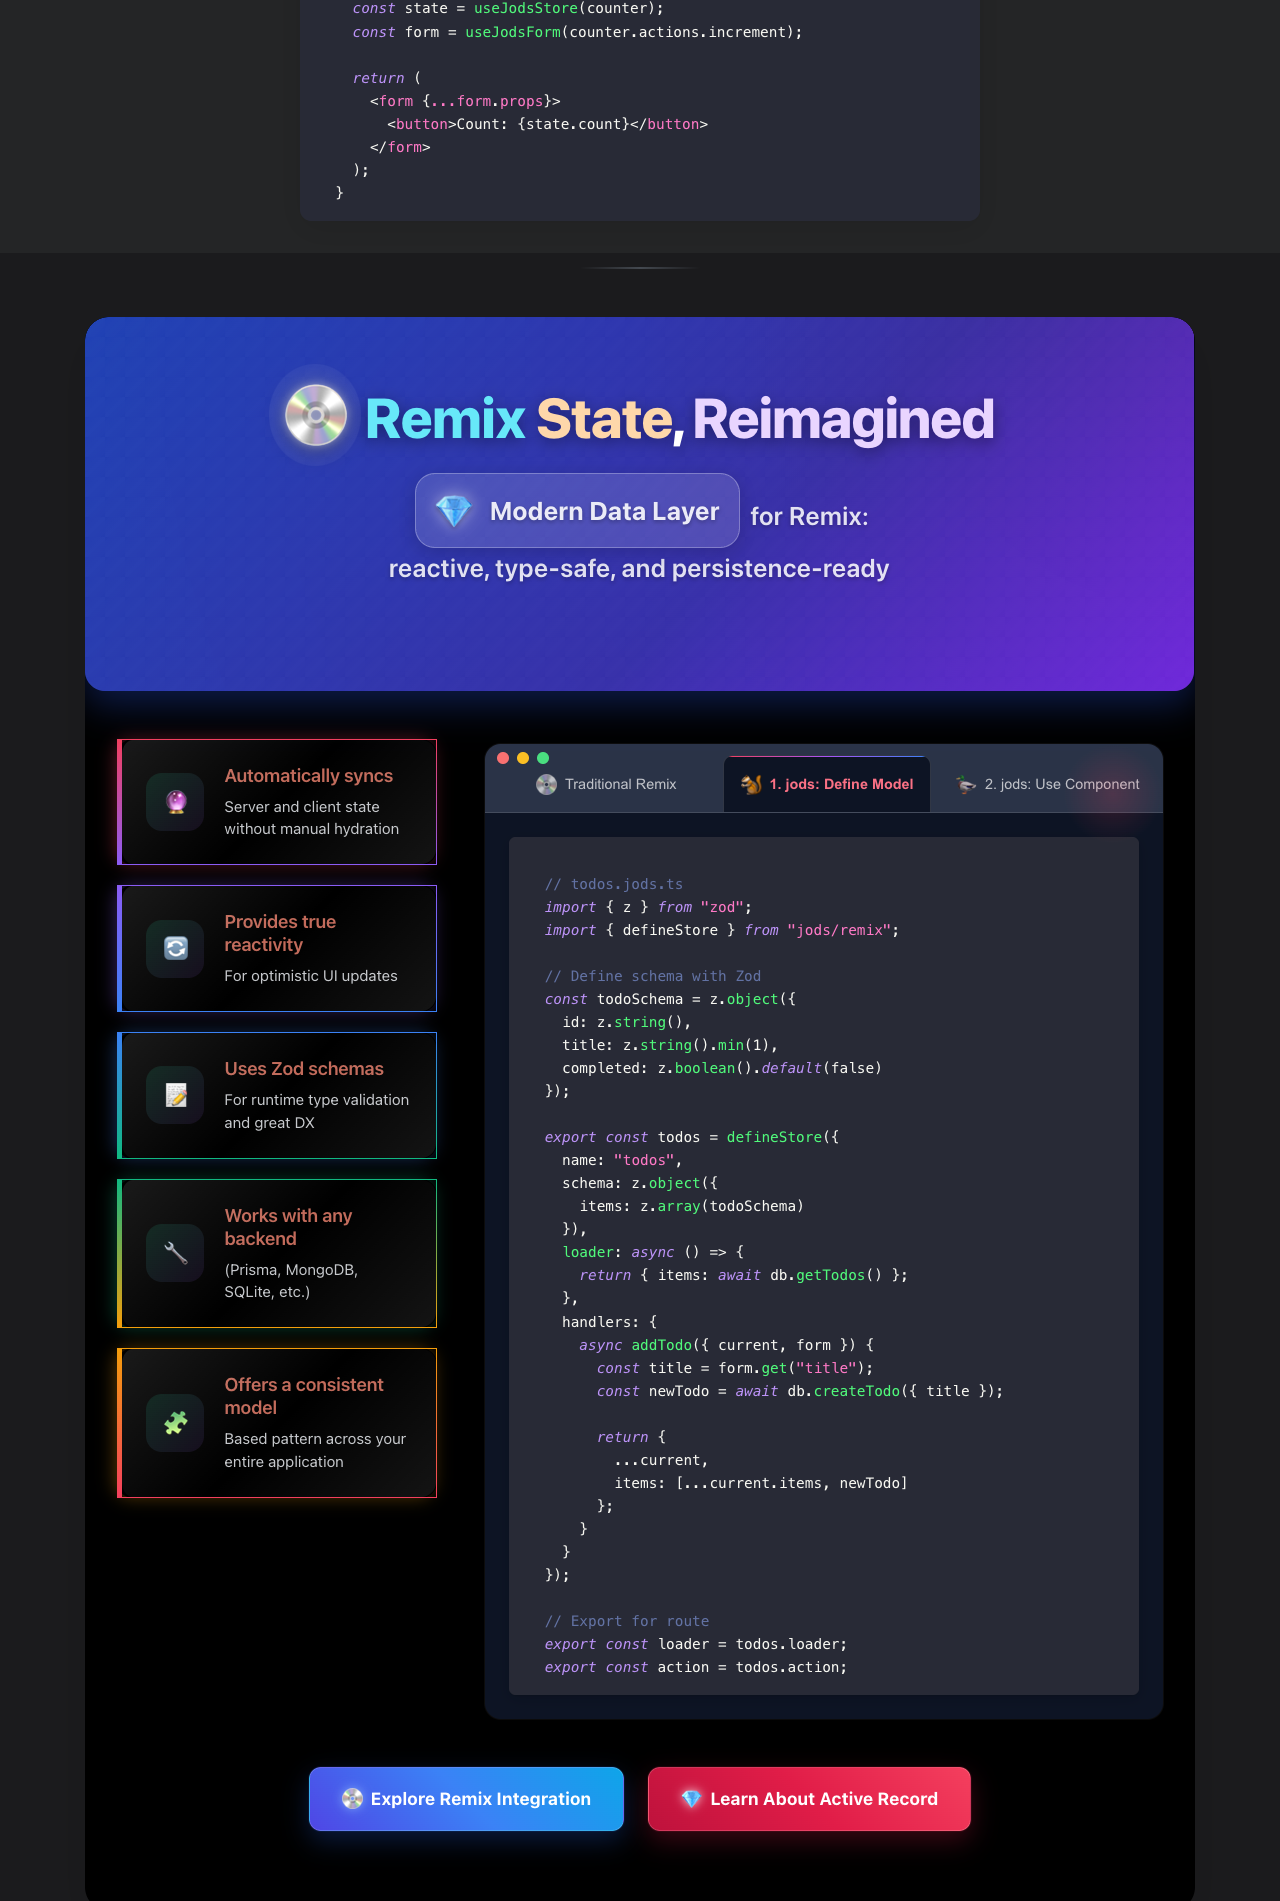 const state = useJodsStore(counter);
const form = useJodsForm(counter.actions.increment);
return (
<form {...form.props}>
<button>Count: {state.count}</button>
</form>
);
}
Remix State, Reimagined
Modern Data Layer for Remix:
reactive, type-safe, and persistence-ready
Automatically syncs
Server and client state
without manual hydration
Provides true
reactivity
For optimistic UI updates
Uses Zod schemas
For runtime type validation
and great DX
Works with any
backend
(Prisma, MongoDB,
SQLite, etc.)
Offers a consistent
model
Based pattern across your
entire application
Traditional Remix
1. jods: Define Model
2. jods: Use Component
// todos.jods.ts
import { z } from "zod";
import { defineStore } from "jods/remix";
// Define schema with Zod
const todoSchema = z.object({
id: z.string(),
title: z.string().min(1),
completed: z.boolean().default(false)
});
export const todos = defineStore({
name: "todos",
schema: z.object({
items: z.array(todoSchema)
}),
loader: async () => {
return { items: await db.getTodos() };
},
handlers: {
async addTodo({ current, form }) {
const title = form.get("title");
const newTodo = await db.createTodo({ title });
return {
...current,
items: [...current.items, newTodo]
};
}
}
});
// Export for route
export const loader = todos.loader;
export const action = todos.action;
Explore Remix Integration
Learn About Active Record